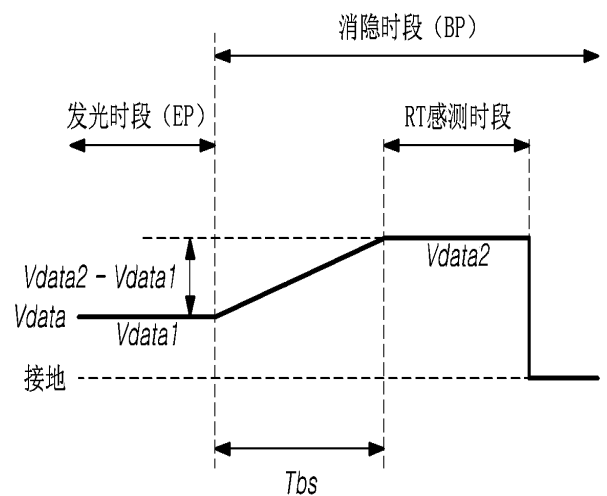 消隐时段（BP）
发光时段（EP）
RT感测时段
Vdata2 - Vdata1
Vdata2
Vdata
Vdata1
接地
Tbs